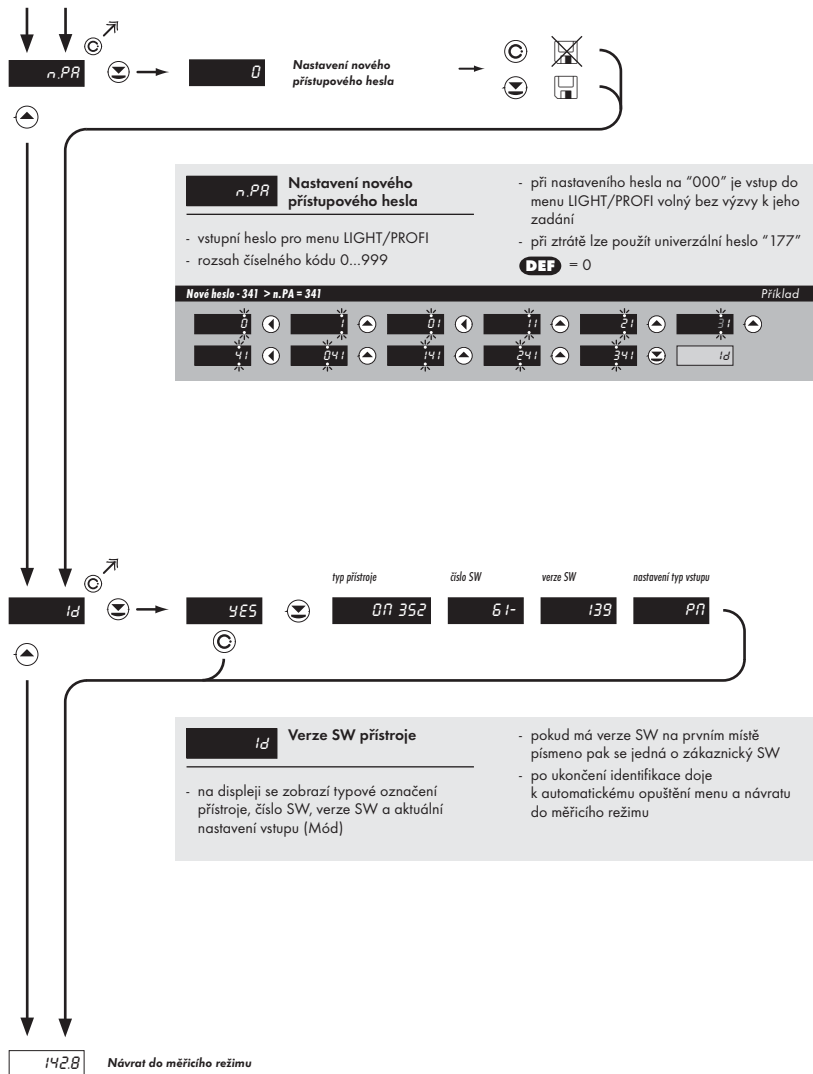 n.PA
0
Nastavení nového
přístupového hesla
n.PA
Nastavení nového
přístupového hesla
- vstupní heslo pro menu LIGHT/PROFI
- rozsah číselného kódu 0...999
- při nastaveního hesla na "000" je vstup do
menu LIGHT/PROFI volný bez výzvy k jeho
zadání
- při ztrátě lze použít univerzální heslo "177"
DEF = 0
Nové heslo - 341 > n.PA = 341 Příklad
0 1 01 11 21 31
41 041 141 241 341 Id
typ přístroje číslo SW verze SW nastavení typ vstupu
Id YES OM 352 61- 139 PM
Id
Verze SW přístroje
- na displeji se zobrazí typové označení
přístroje, číslo SW, verze SW a aktuální
nastavení vstupu (Mód)
- pokud má verze SW na prvním místě
písmeno pak se jedná o zákaznický SW
- po ukončení identifikace doje
k automatickému opuštění menu a návratu
do měřicího režimu
142.8 Návrat do měřicího režimu